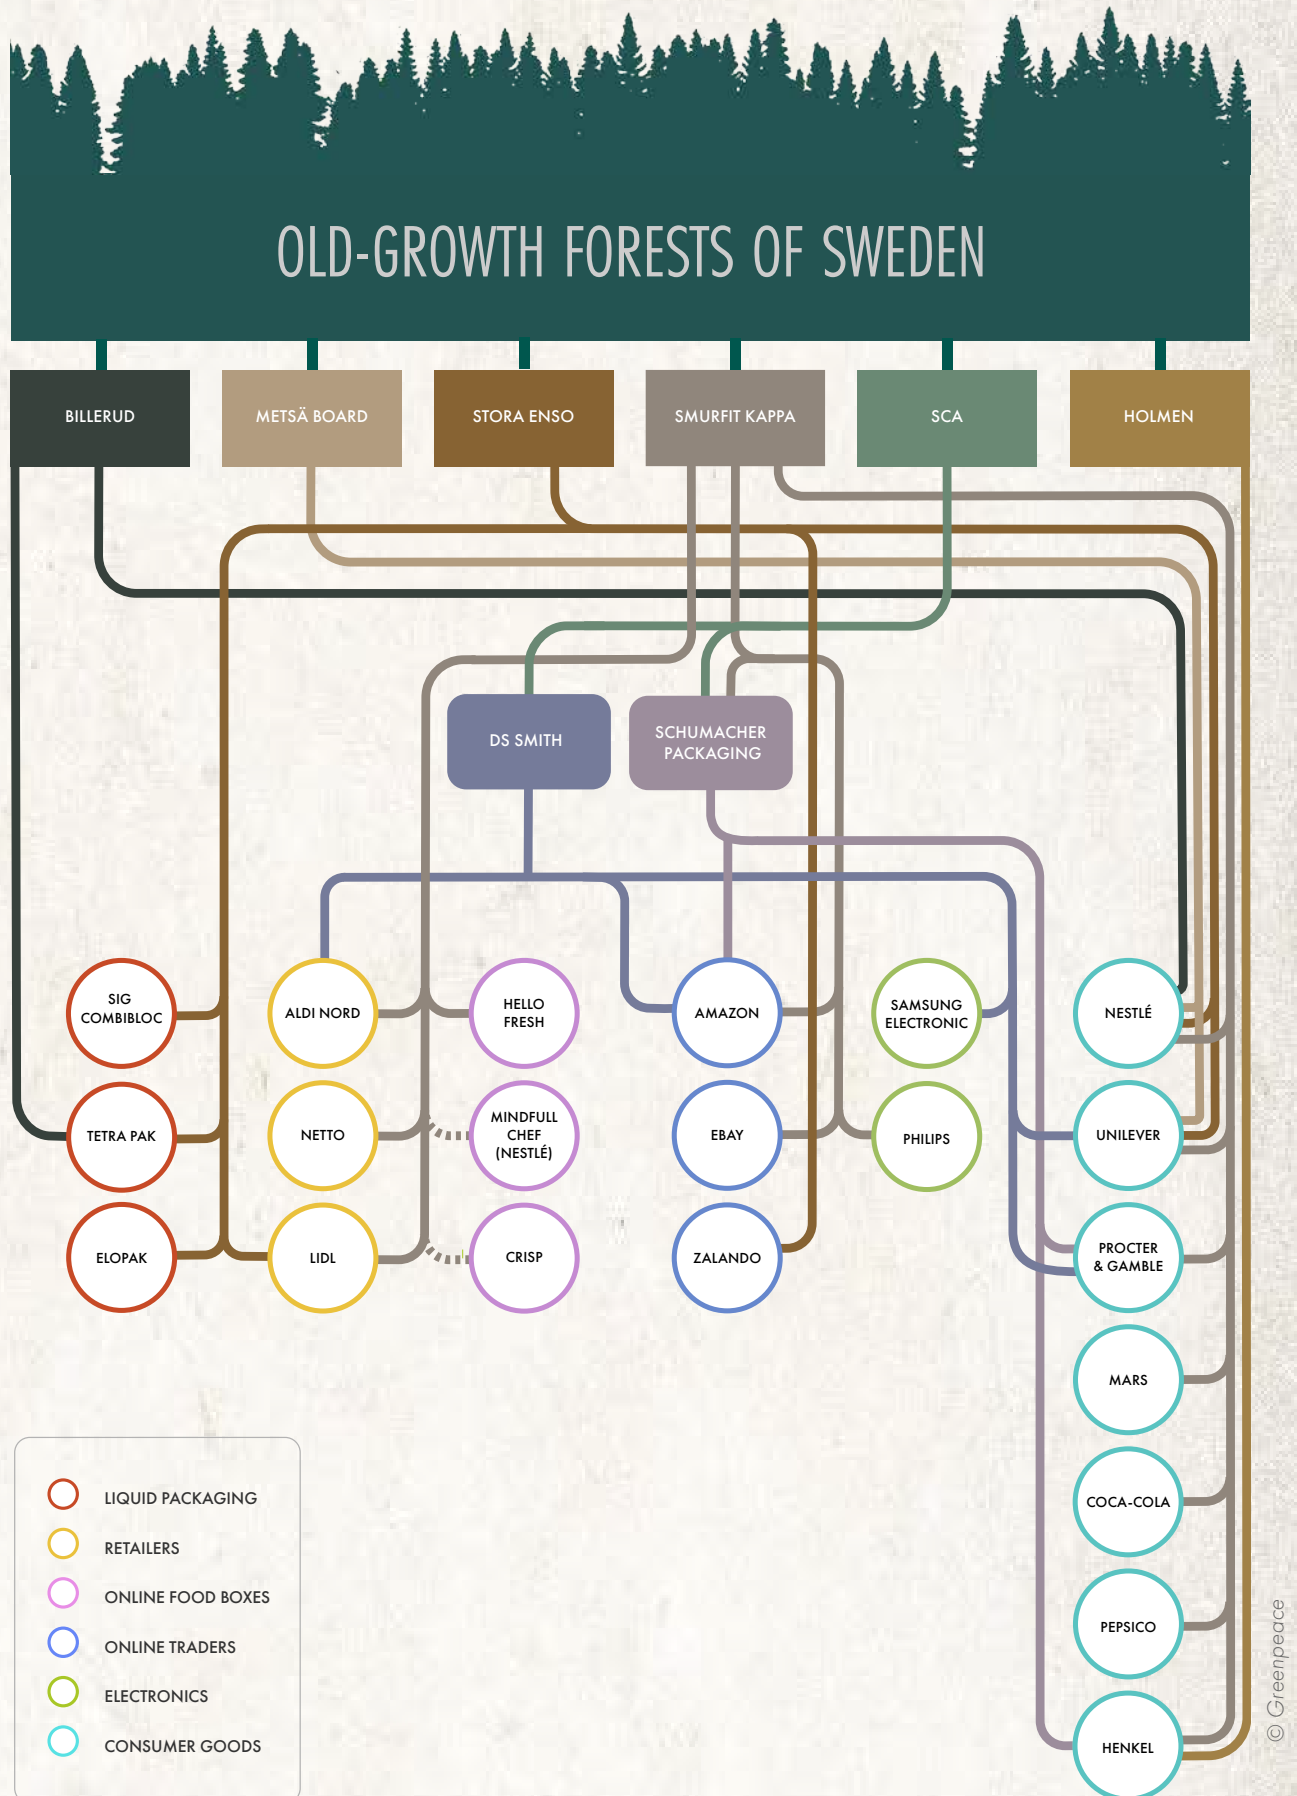 OLD-GROWTH FORESTS OF SWEDEN
BILLERUD
METSÄ BOARD
STORA ENSO
SMURFIT KAPPA
SCA
HOLMEN
DS SMITH
SCHUMACHER
PACKAGING
SIG
COMBIBLOC
ALDI NORD
HELLO
FRESH
AMAZON
SAMSUNG
ELECTRONIC
NESTLÉ
TETRA PAK
NETTO
MINDFULL
CHEF
(NESTLÉ)
EBAY
PHILIPS
UNILEVER
ELOPAK
LIDL
CRISP
ZALANDO
PROCTER
& GAMBLE
MARS
COCA-COLA
PEPSICO
HENKEL
LIQUID PACKAGING
RETAILERS
ONLINE FOOD BOXES
ONLINE TRADERS
ELECTRONICS
CONSUMER GOODS
© Greenpeace